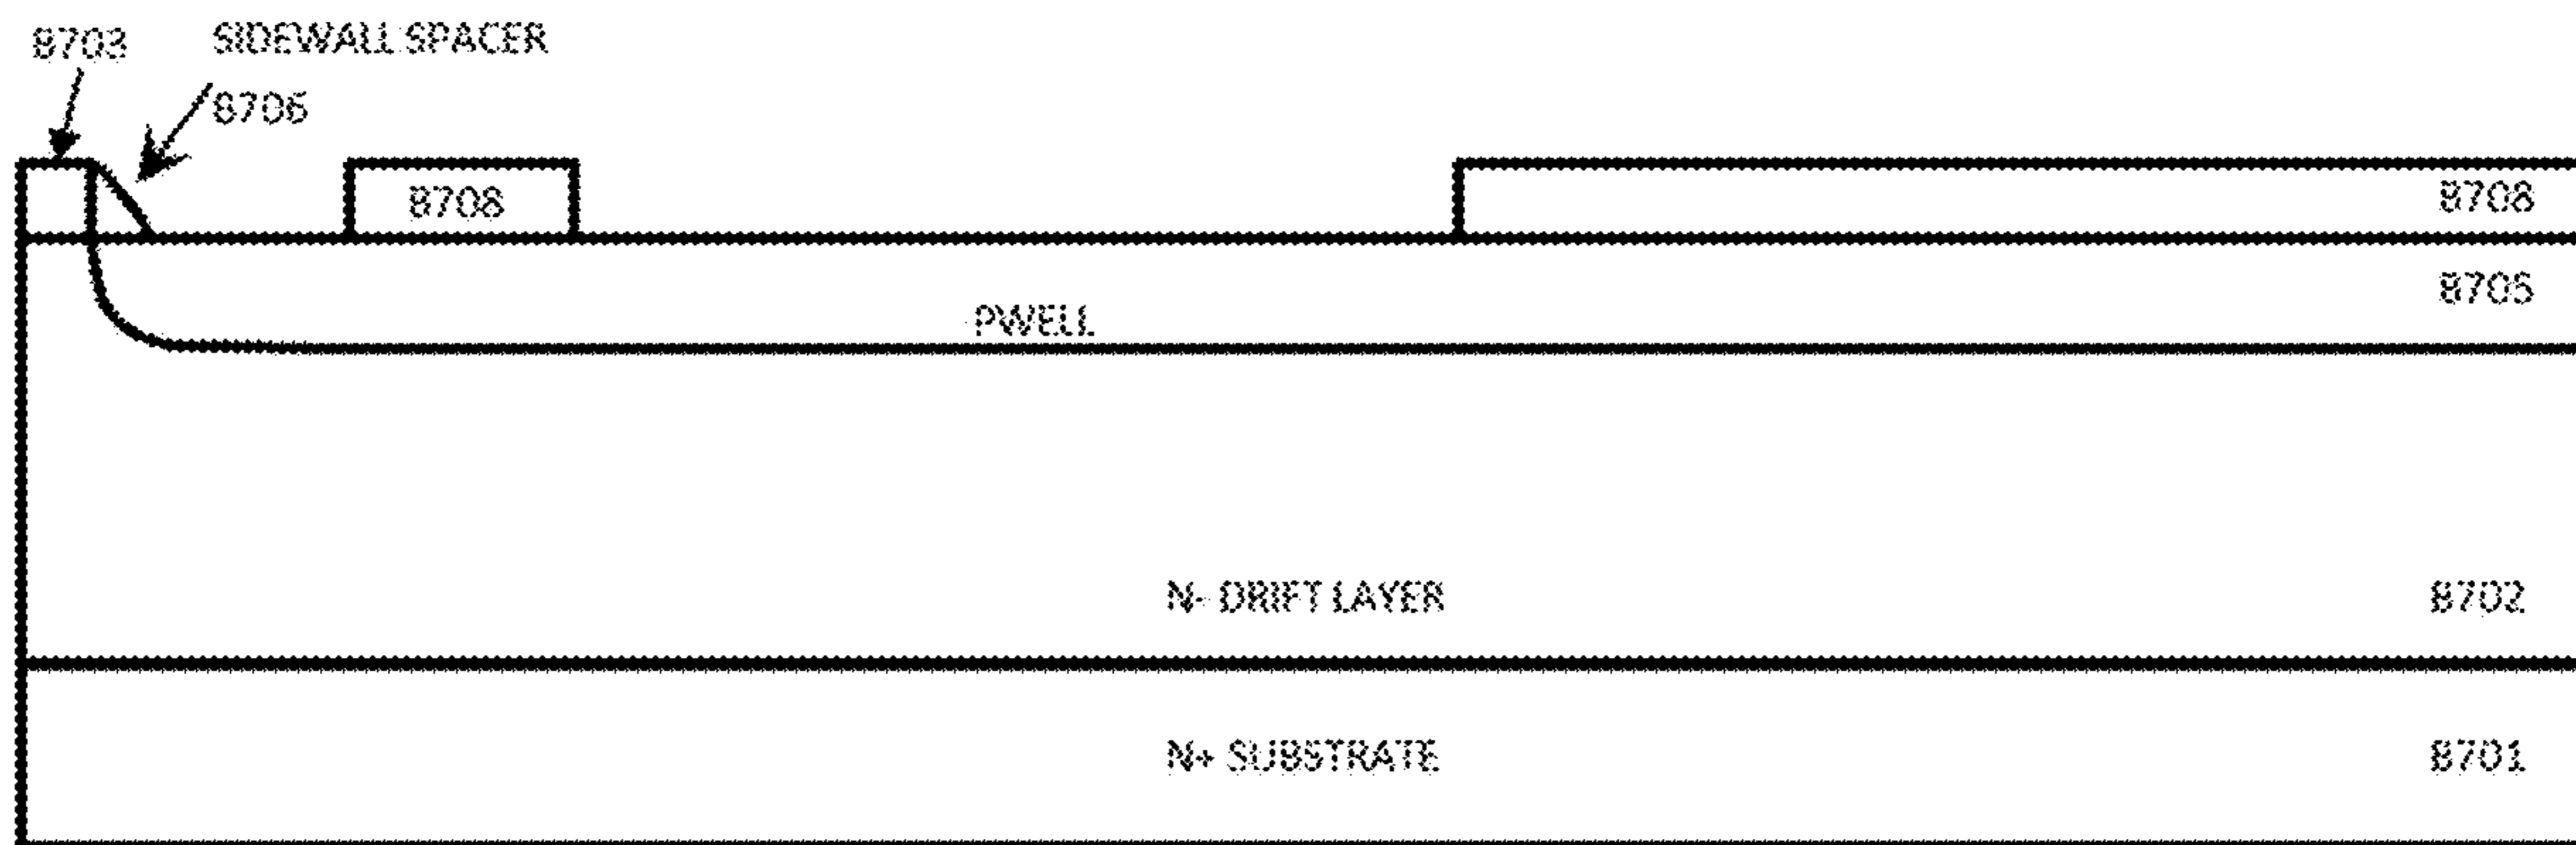 8703
SIDEWALL SPACER
8706
8708
8708
8705
PWELL
N- DRIFT LAYER
8702
N+ SUBSTRATE
8701